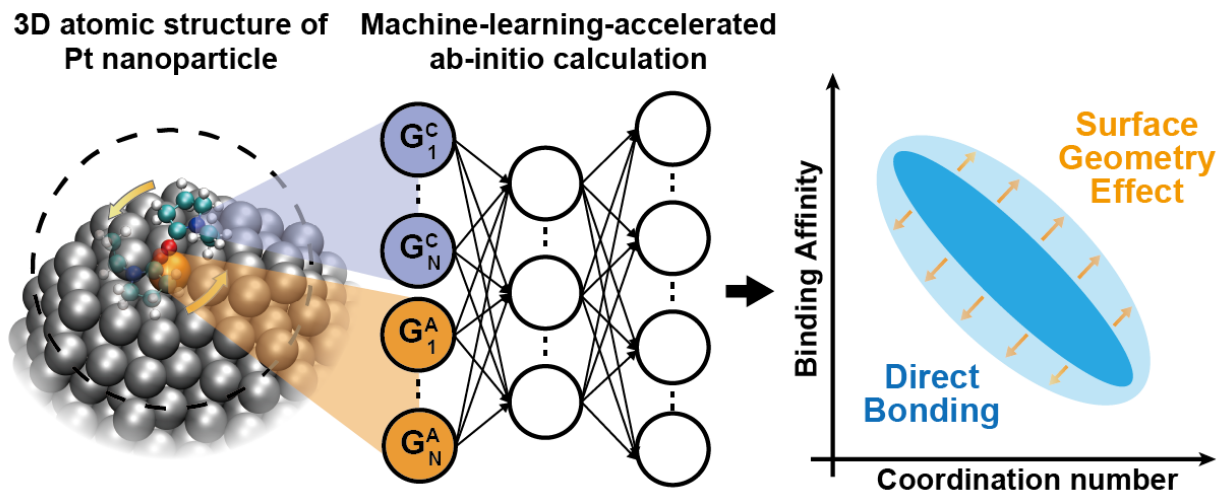 3D atomic structure of
Pt nanoparticle
Machine-learning-accelerated
ab-initio calculation
G C 1
G C N
G A 1
G A N
Binding Affinity
Surface
Geometry
Effect
Direct
Bonding
Coordination number